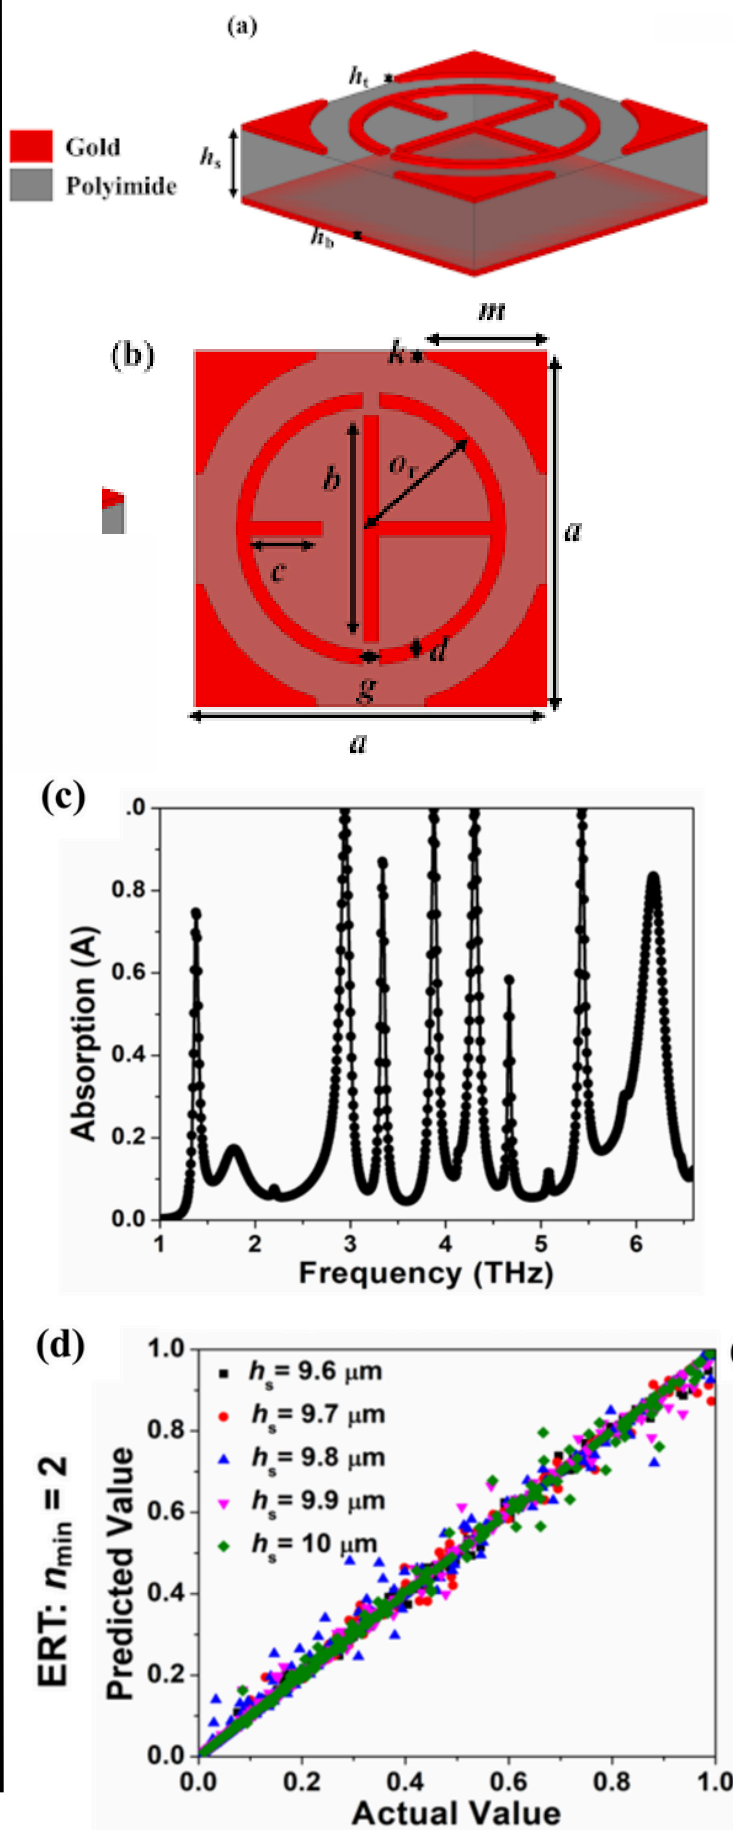 (a)
h_t
Gold
Polyimide
h_s
h_b
m
(b)
k
b
o_r
a
c
d
g
a
(c)
.0
0.8
0.6
0.4
0.2
0.0
Absorption (A)
1 2 3 4 5 6
Frequency (THz)
(d)
ERT: n_min = 2
Predicted Value
1.0
0.8
0.6
0.4
0.2
0.0
h_s= 9.6 µm
h_s= 9.7 µm
h_s= 9.8 µm
h_s= 9.9 µm
h_s= 10 µm
0.0 0.2 0.4 0.6 0.8 1.0
Actual Value